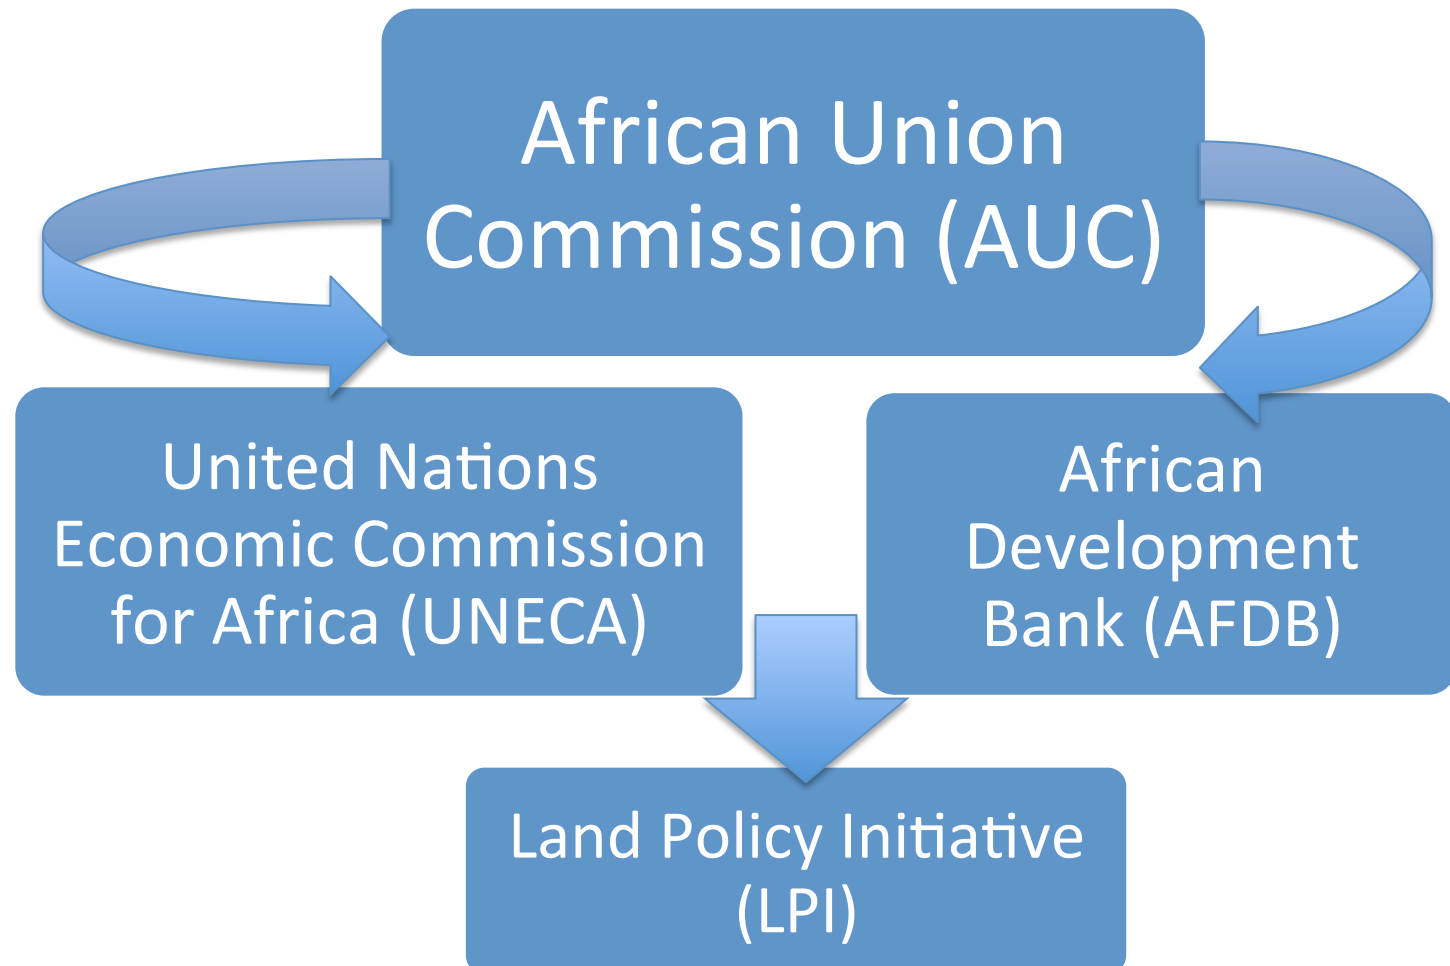 African Union
Commission (AUC)
United Nations
Economic Commission
for Africa (UNECA)
African
Development
Bank (AFDB)
Land Policy Initiative
(LPI)